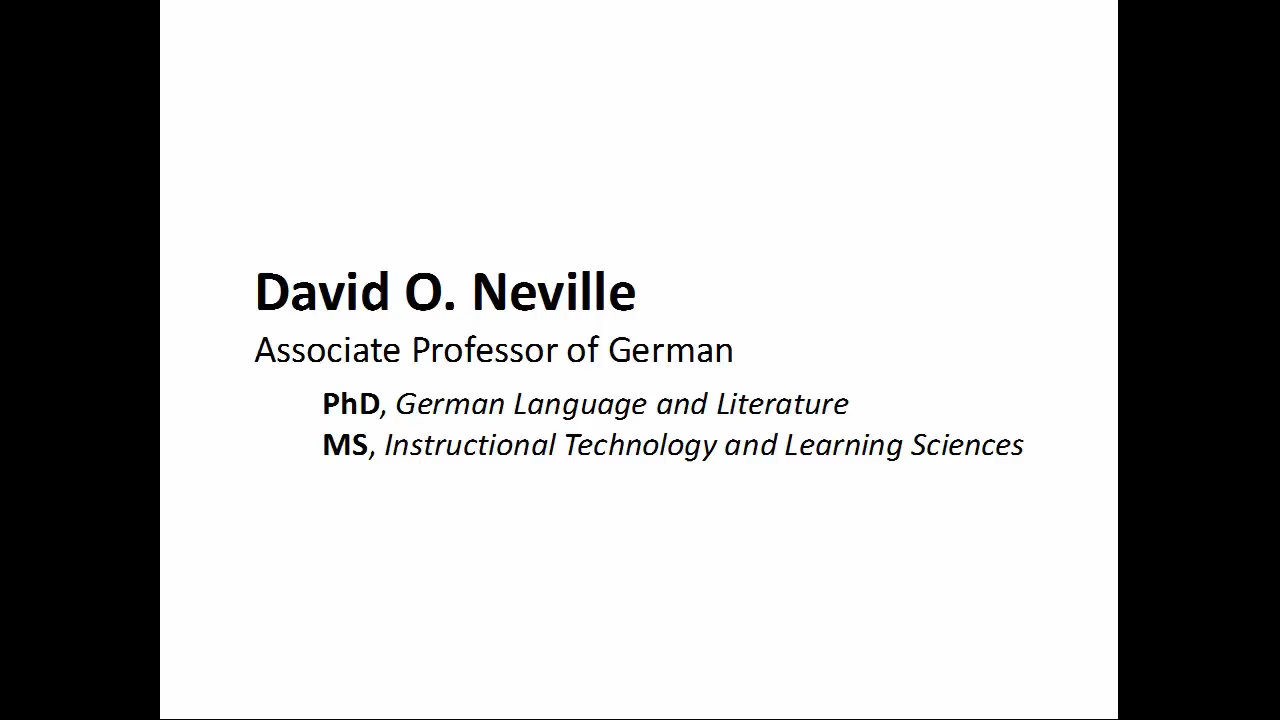 David O. Neville
Associate Professor of German
PhD, German Language and Literature
MS, Instructional Technology and Learning Sciences